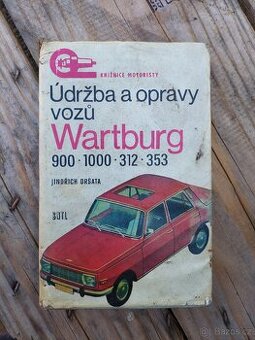 KNIŽNICE MOTORISTY
Údržba a opravy
vozů
Wartburg
900 · 1000 · 312 · 353
JINDŘICH DRŠATA
SNTL